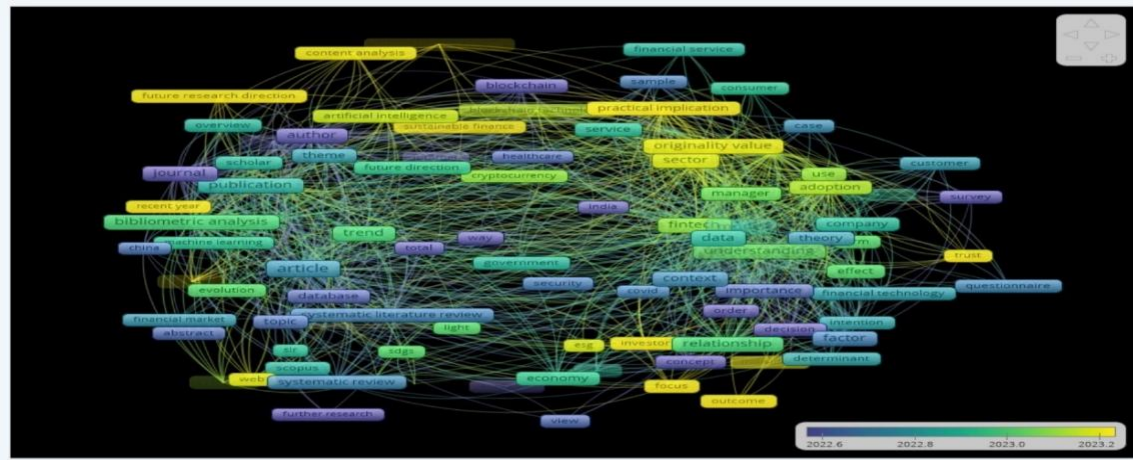 content analysis
financial service
blockchain
sample
consumer
future research direction
artificial intelligence
practical implication
overview
author
sustainable finance
service
case
theme
healthcare
originality value
scholar
future direction
sector
customer
journal
cryptocurrency
use
publication
manager
adoption
survey
recent year
india
bibliometric analysis
fintech
company
trend
way
data
theory
china
machine learning
total
understanding
trust
article
government
effect
evolution
security
context
questionnaire
database
covid
importance
financial technology
systematic literature review
order
financial market
topic
light
decision
intention
abstract
factor
esg
investor
relationship
slr
sdgs
determinant
scopus
concept
web
systematic review
economy
focus
outcome
further research
view
2022.6
2022.8
2023.0
2023.2